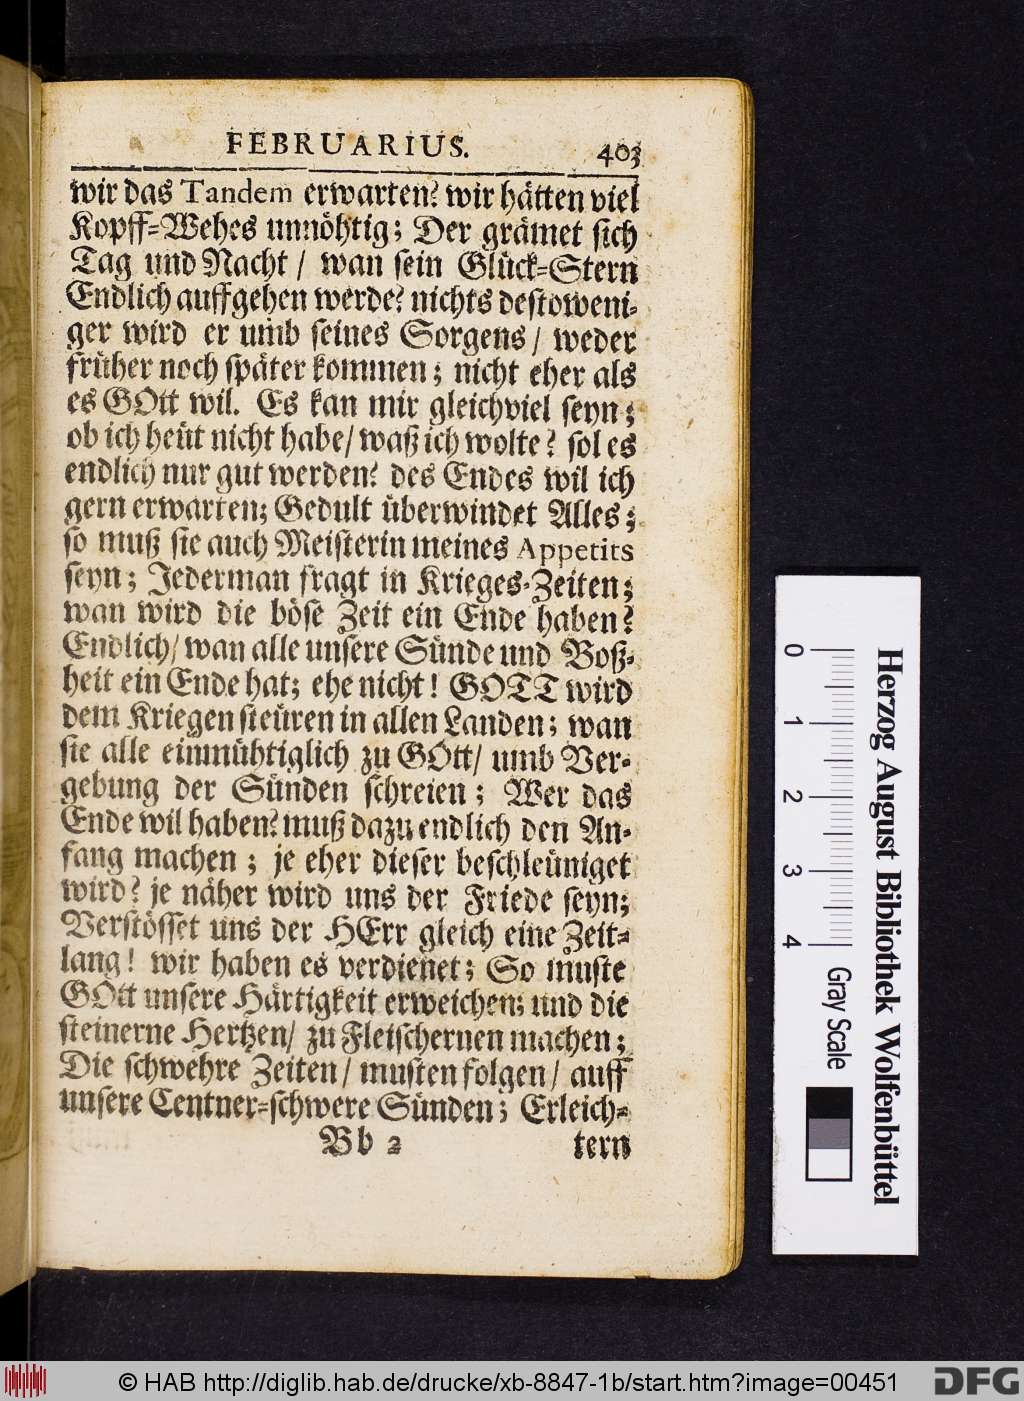 FEBRUARIUS. 403
wir das Tandem erwarten? wir hätten viel
Kopff-Wehes unnöhtig; Der grämet sich
Tag und Nacht / wan sein Glück-Stern
Endlich auffgehen werde? nichts destoweni-
ger wird er umb seines Sorgens / weder
früher noch später kommen; nicht eher als
es GOtt wil. Es kan mir gleichviel seyn;
ob ich heüt nicht habe / waß ich wolte? sol es
endlich nur gut werden? des Endes wil ich
gern erwarten; Gedult überwindet Alles;
so muß sie auch Meisterin meines Appetits
seyn; Jederman fragt in Krieges-Zeiten;
wan wird die böse Zeit ein Ende haben?
Endlich / wan alle unsere Sünde und Boß-
heit ein Ende hat; ehe nicht! GOTT wird
dem Kriegen steüren in allen Landen; wan
sie alle einmühtiglich zu GOtt / umb Ver-
gebung der Sünden schreien; Wer das
Ende wil haben? muß dazu endlich den An-
fang machen; je eher dieser beschleüniget
wird? je näher wird uns der Friede seyn;
Verstösset uns der HErr gleich eine Zeit-
lang! wir haben es verdienet; So muste
GOtt unsere Härtigkeit erweichen; und die
steinerne Hertzen / zu Fleischernen machen;
Die schwehre Zeiten / musten folgen / auff
unsere Centner-schwere Sünden; Erleich-
Bb 2 tern
0 1 2 3 4 Gray Scale
Herzog August Bibliothek Wolfenbüttel
© HAB http://diglib.hab.de/drucke/xb-8847-1b/start.htm?image=00451
DFG